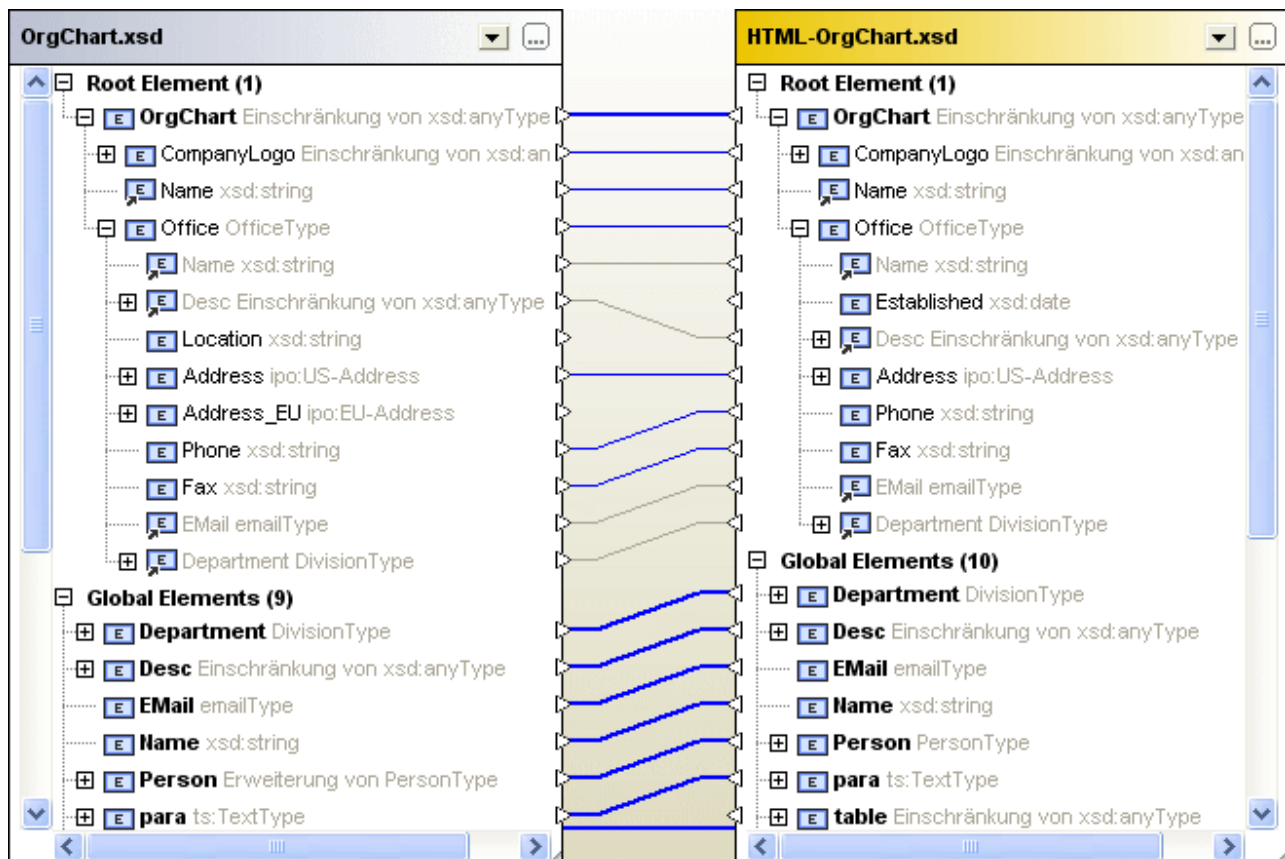 OrgChart.xsd
...
Root Element (1)
E OrgChart Einschränkung von xsd:anyType
E CompanyLogo Einschränkung von xsd:an
E Name xsd:string
E Office OfficeType
E Name xsd:string
E Desc Einschränkung von xsd:anyType
E Location xsd:string
E Address ipo:US-Address
E Address_EU ipo:EU-Address
E Phone xsd:string
E Fax xsd:string
E EMail emailType
E Department DivisionType
Global Elements (9)
E Department DivisionType
E Desc Einschränkung von xsd:anyType
E EMail emailType
E Name xsd:string
E Person Erweiterung von PersonType
E para ts:TextType
HTML-OrgChart.xsd
...
Root Element (1)
E OrgChart Einschränkung von xsd:anyType
E CompanyLogo Einschränkung von xsd:an
E Name xsd:string
E Office OfficeType
E Name xsd:string
E Established xsd:date
E Desc Einschränkung von xsd:anyType
E Address ipo:US-Address
E Phone xsd:string
E Fax xsd:string
E EMail emailType
E Department DivisionType
Global Elements (10)
E Department DivisionType
E Desc Einschränkung von xsd:anyType
E EMail emailType
E Name xsd:string
E Person PersonType
E para ts:TextType
E table Einschränkung von xsd:anyType